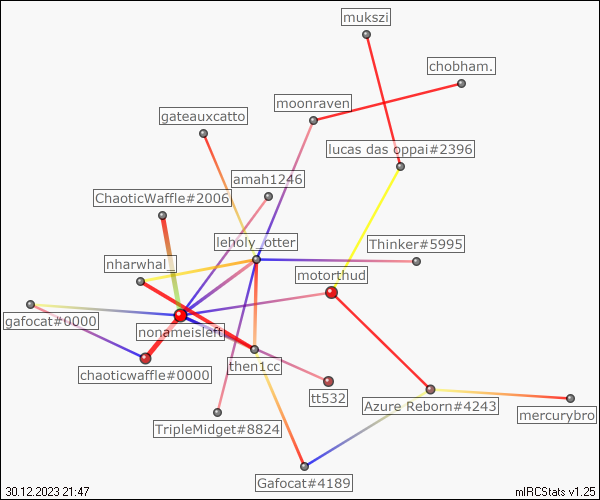 mukszi
chobham.
moonraven
gateauxcatto
lucas das oppai#2396
amah1246
ChaoticWaffle#2006
leholy_otter
Thinker#5995
nharwhal_
motorthud
gafocat#0000
nonameisleft
then1cc
chaoticwaffle#0000
tt532
Azure Reborn#4243
mercurybro
TripleMidget#8824
Gafocat#4189
30.12.2023 21:47
mIRCStats v1.25